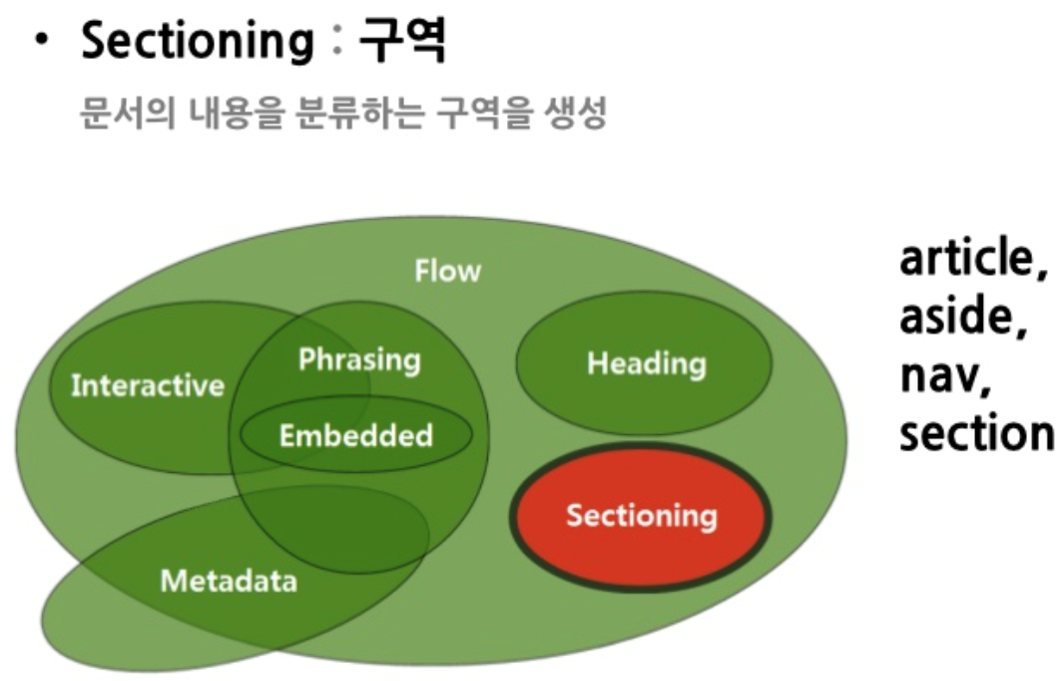 • Sectioning : 구역
문서의 내용을 분류하는 구역을 생성
Flow
Phrasing
Heading
Interactive
Embedded
Sectioning
Metadata
article,
aside,
nav,
section